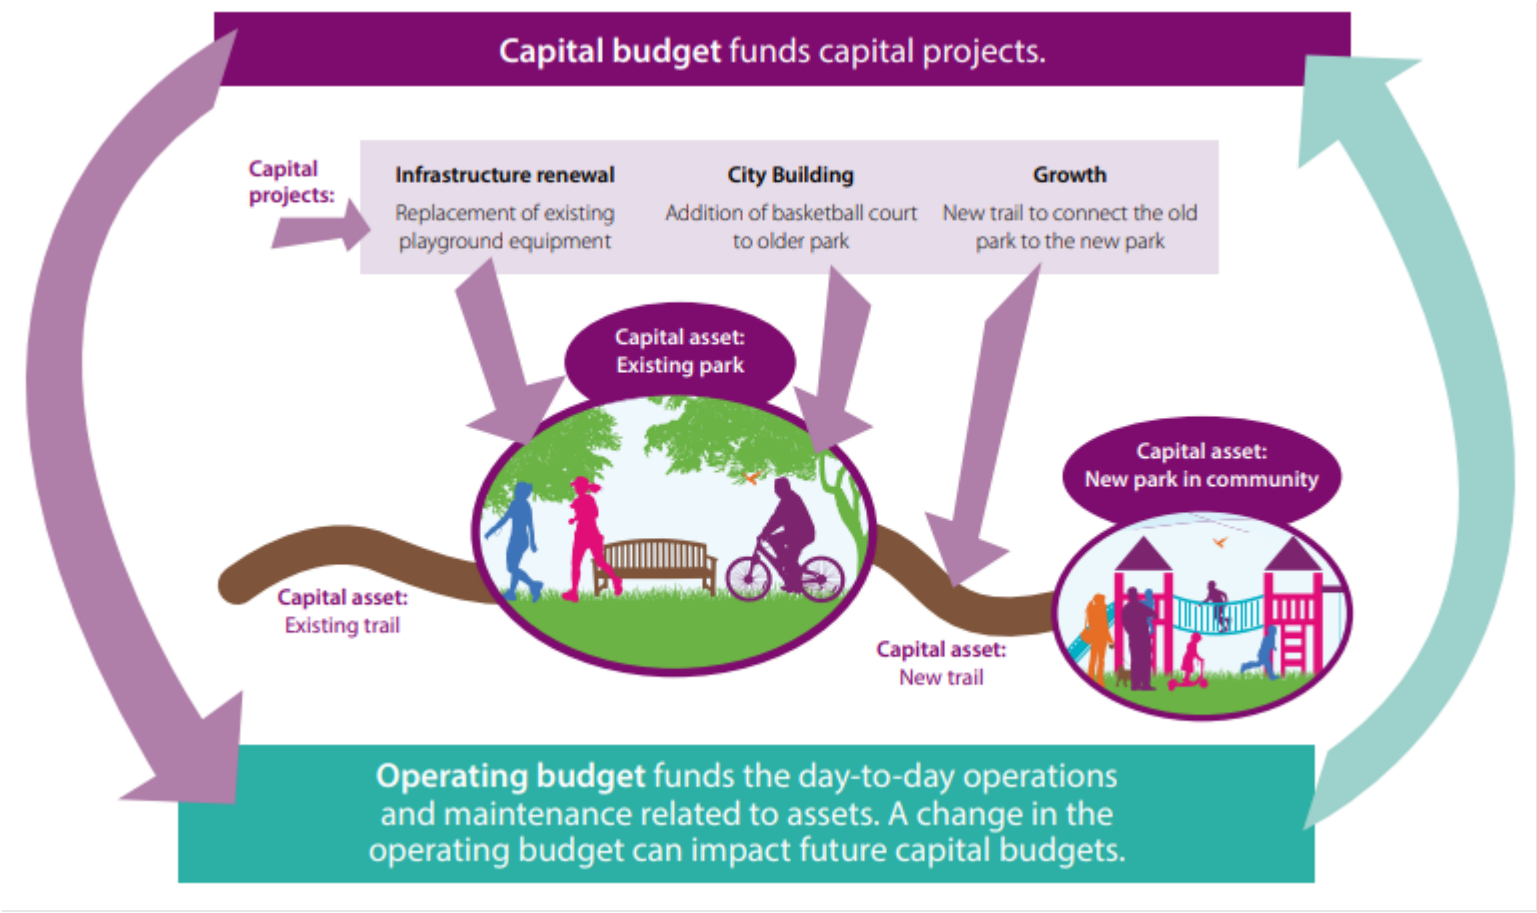 Capital budget funds capital projects.
Capital
projects:
Infrastructure renewal
Replacement of existing
playground equipment
City Building
Addition of basketball court
to older park
Growth
New trail to connect the old
park to the new park
Capital asset:
Existing park
Capital asset:
New park in community
Capital asset:
Existing trail
Capital asset:
New trail
Operating budget funds the day-to-day operations
and maintenance related to assets. A change in the
operating budget can impact future capital budgets.